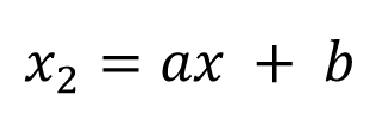 x₂ = ax + b